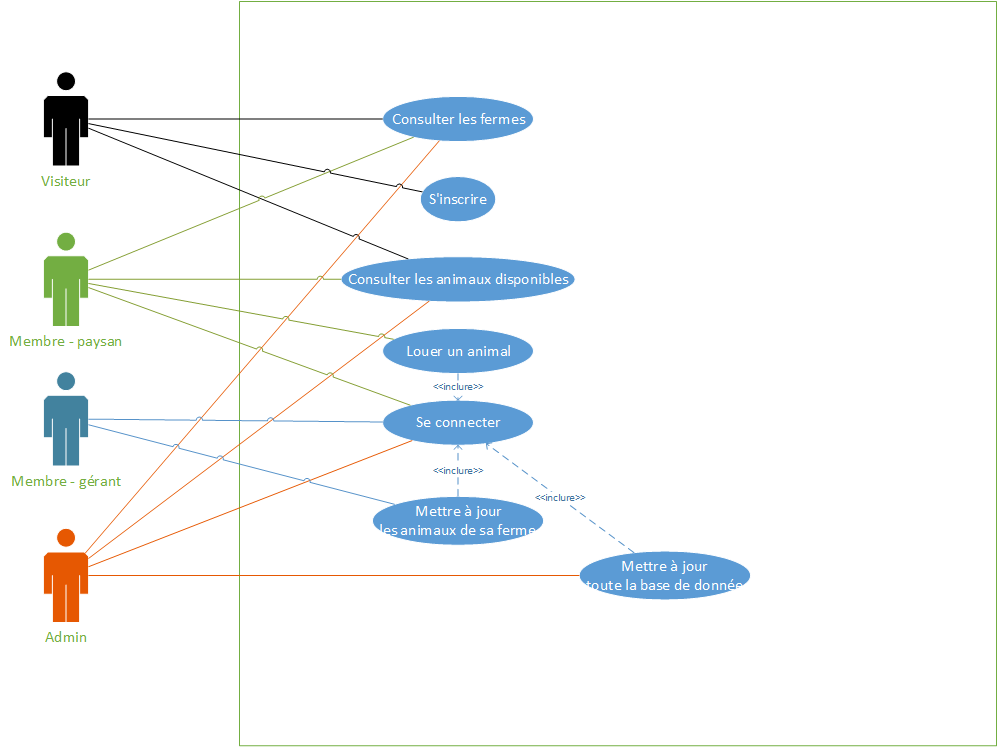 Consulter les fermes
Visiteur
S'inscrire
Consulter les animaux disponibles
Membre - paysan
Louer un animal
<<inclure>>
Se connecter
Membre - gérant
<<inclure>>
<<inclure>>
Mettre à jour
les animaux de sa ferme
Mettre à jour
toute la base de donnée
Admin